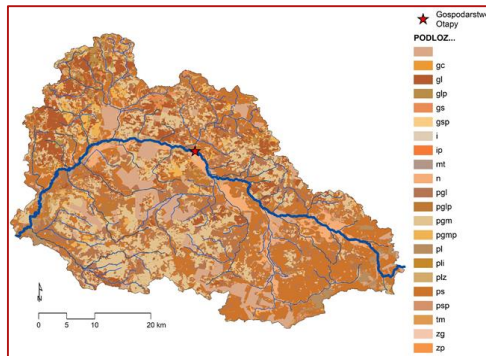 Gospodarstwo
Otapy
PODLOZ...
gc
gl
glp
gs
gsp
i
ip
mt
n
pgl
pglp
pgm
pgmp
pl
pli
plz
ps
psp
tm
zg
zp
N
0 5 10 20 km